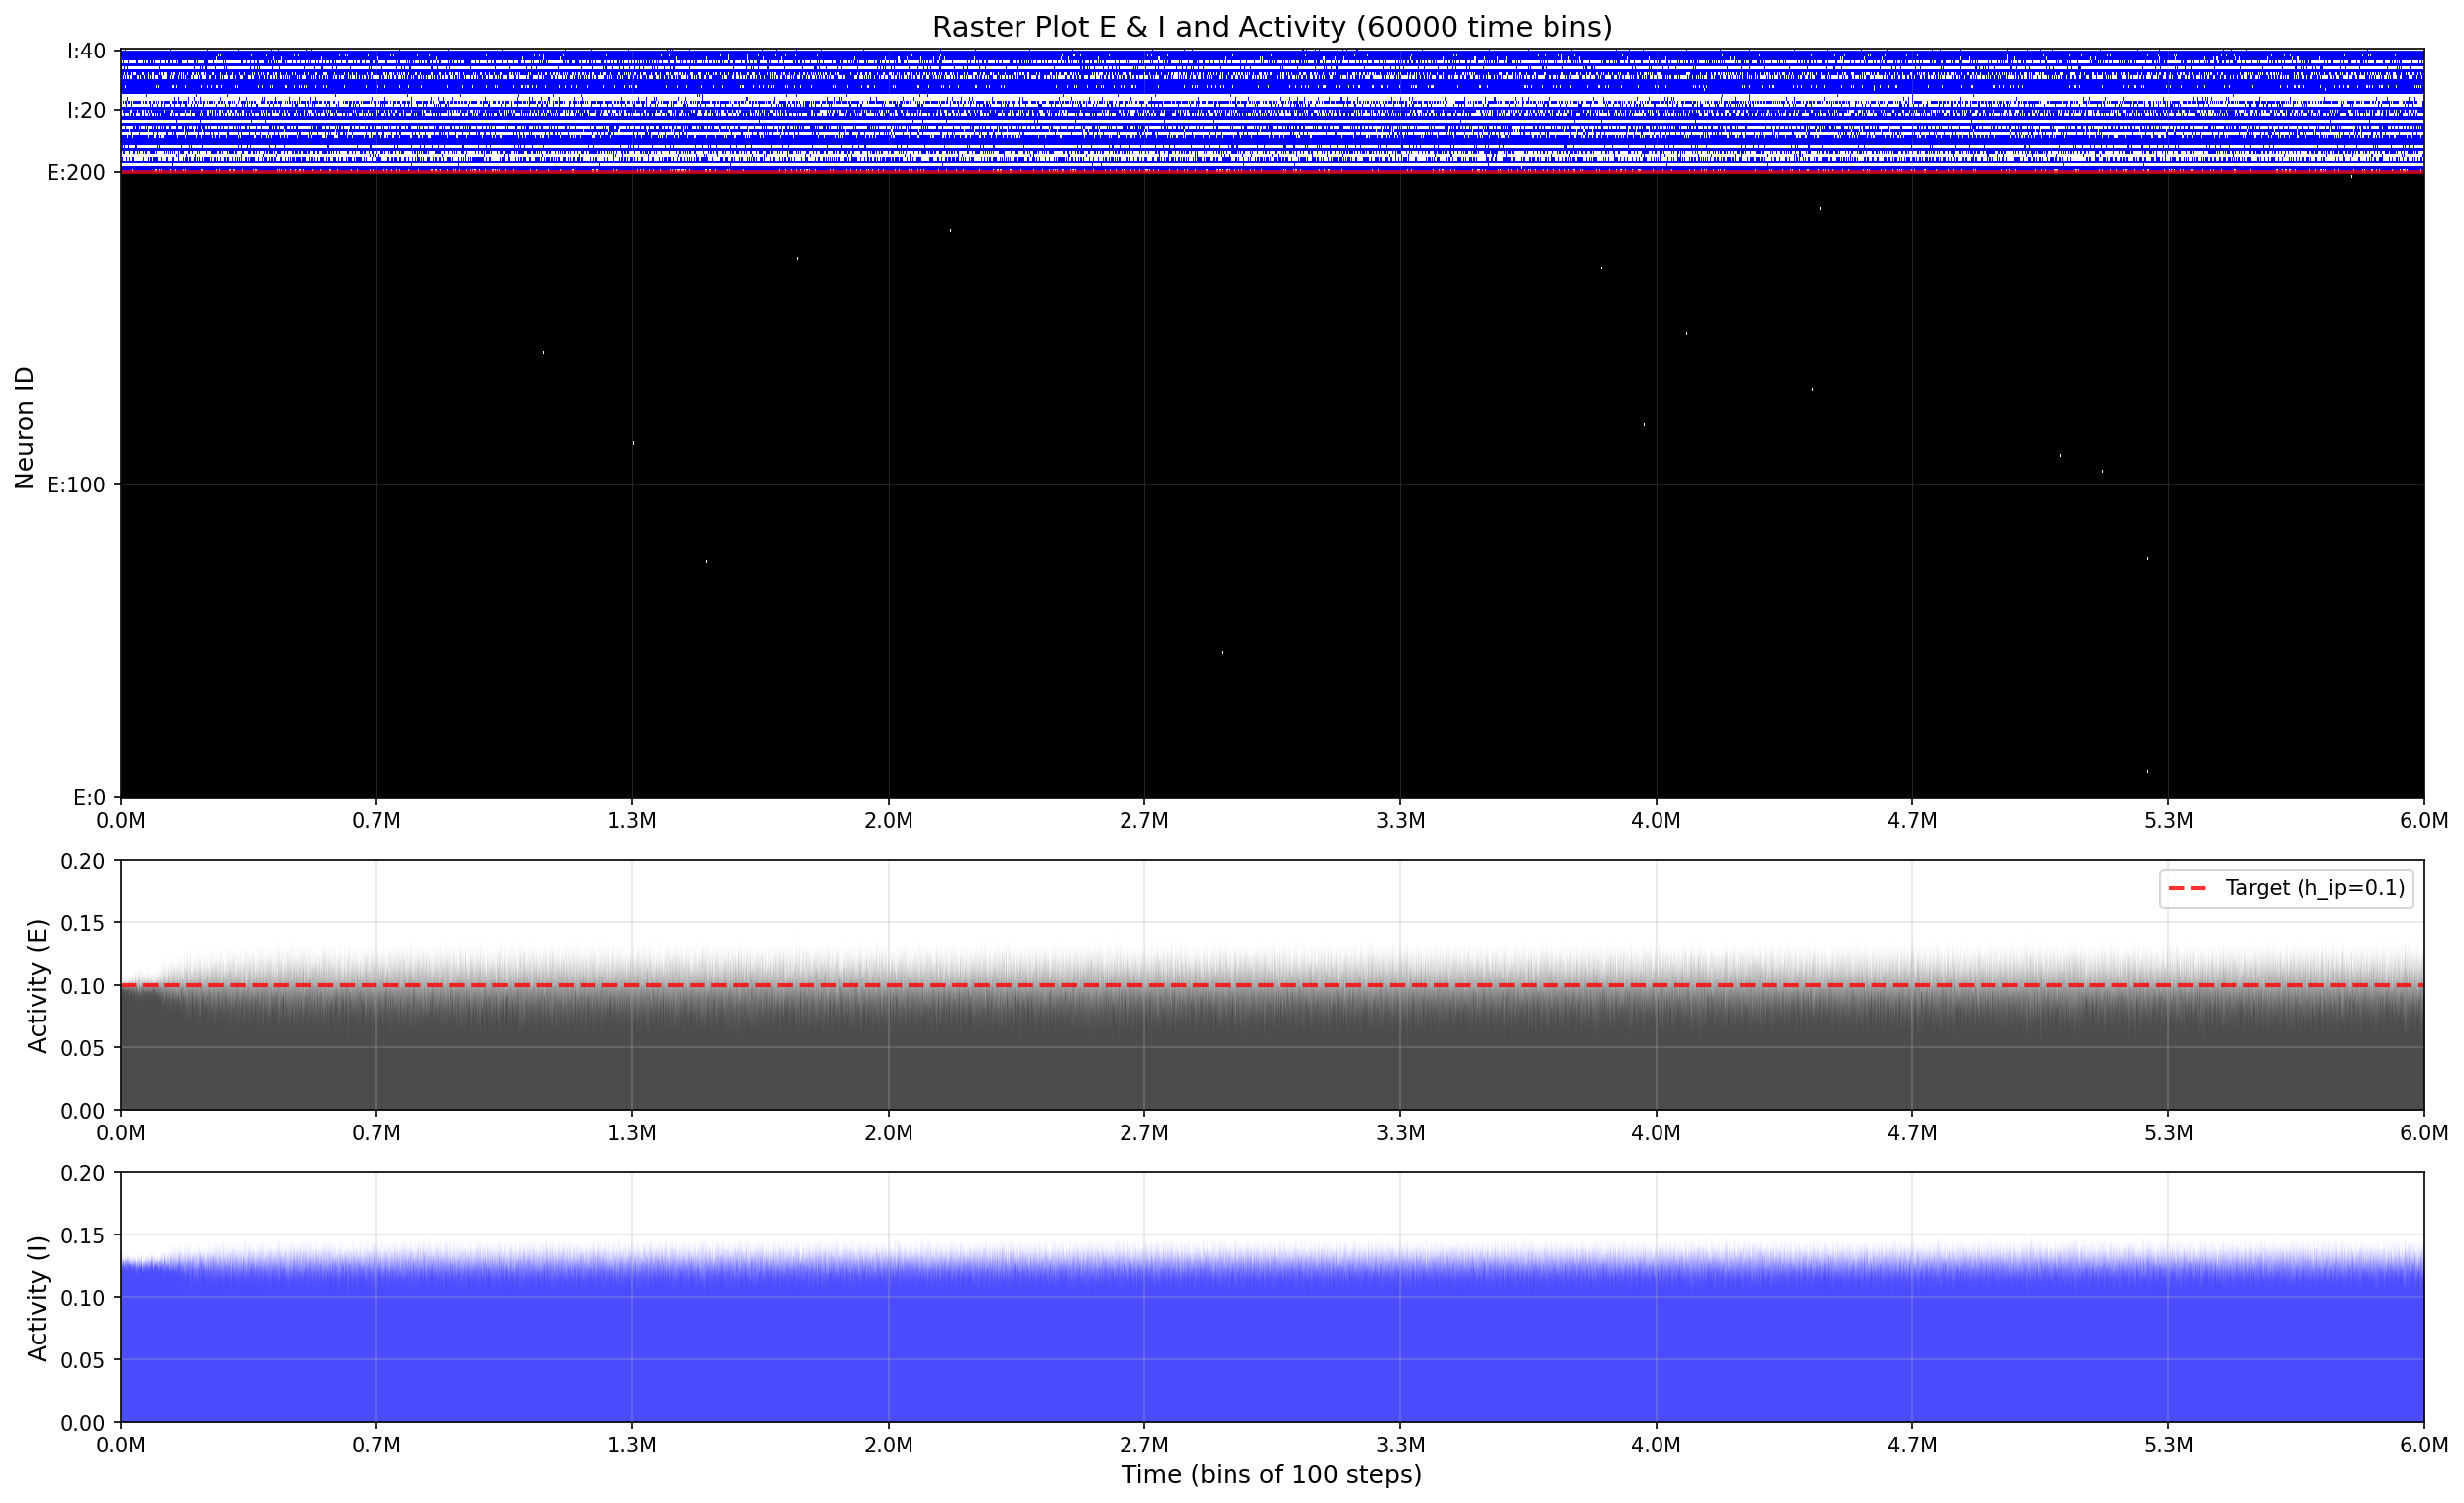 Raster Plot E & I and Activity (60000 time bins)
Neuron ID
I:40
I:20
E:200
E:100
E:0
0.0M 0.7M 1.3M 2.0M 2.7M 3.3M 4.0M 4.7M 5.3M 6.0M
Activity (E)
0.20
0.15
0.10
0.05
0.00
Target (h_ip=0.1)
0.0M 0.7M 1.3M 2.0M 2.7M 3.3M 4.0M 4.7M 5.3M 6.0M
Activity (I)
0.20
0.15
0.10
0.05
0.00
0.0M 0.7M 1.3M 2.0M 2.7M 3.3M 4.0M 4.7M 5.3M 6.0M
Time (bins of 100 steps)